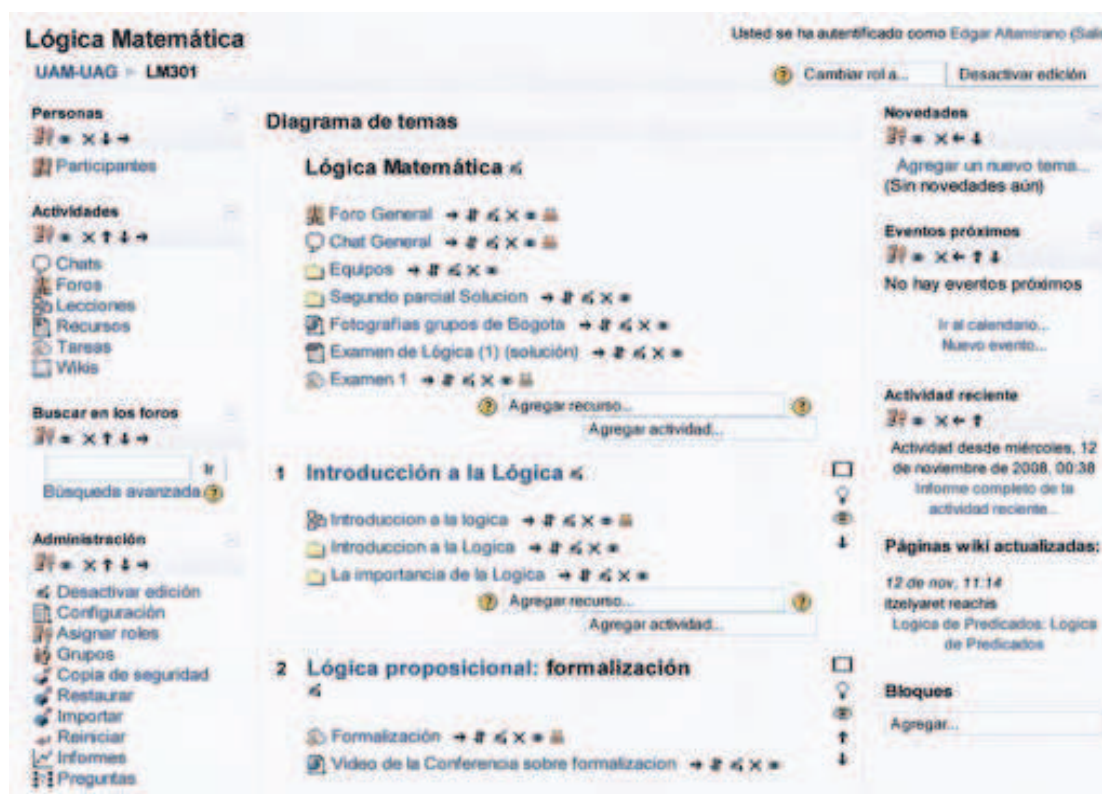 Lógica Matemática
Usted se ha autentificado como Edgar Altamirano (Sali
UAM-UAG ► LM301
Cambiar rol a...
Desactivar edición
Personas
Participantes
Actividades
Chats
Foros
Lecciones
Recursos
Tareas
Wikis
Buscar en los foros
Ir
Búsqueda avanzada
Administración
Desactivar edición
Configuración
Asignar roles
Grupos
Copia de seguridad
Restaurar
Importar
Reiniciar
Informes
Preguntas
Diagrama de temas
Lógica Matemática
Foro General
Chat General
Equipos
Segundo parcial Solucion
Fotografias grupos de Bogota
Examen de Lógica (1) (solución)
Examen 1
Agregar recurso...
Agregar actividad...
1 Introducción a la Lógica
Introduccion a la logica
Introduccion a la Logica
La importancia de la Logica
Agregar recurso...
Agregar actividad...
2 Lógica proposicional: formalización
Formalización
Video de la Conferencia sobre formalizacion
Novedades
Agregar un nuevo tema...
(Sin novedades aún)
Eventos próximos
No hay eventos próximos
Ir al calendario...
Nuevo evento...
Actividad reciente
Actividad desde miércoles, 12
de noviembre de 2008, 00:38
Informe completo de la
actividad reciente...
Páginas wiki actualizadas:
12 de nov, 11:14
itzelyaret reachis
Logica de Predicados: Logica
de Predicados
Bloques
Agregar...